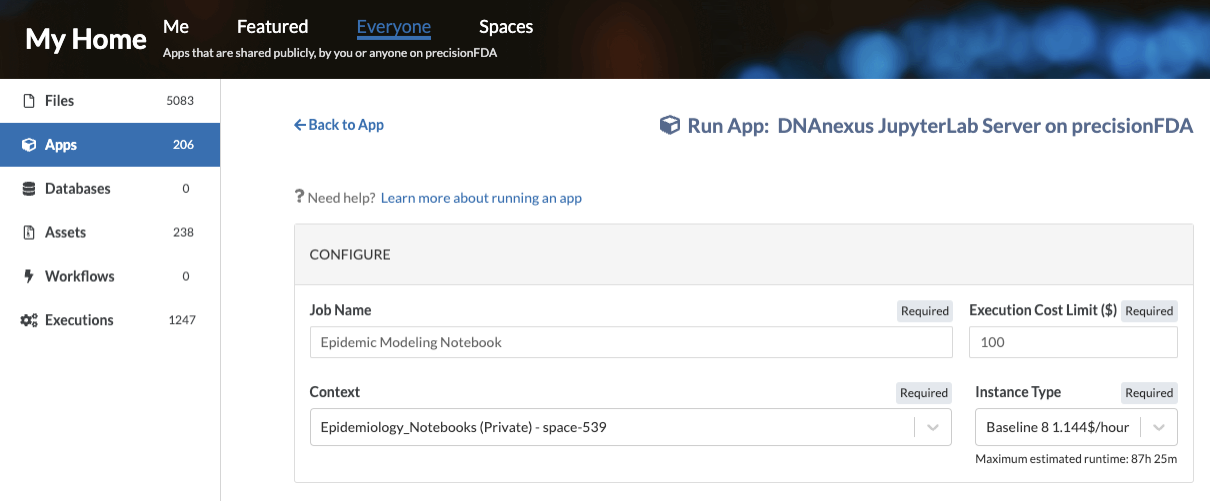 My Home
Me Featured Everyone Spaces
Apps that are shared publicly, by you or anyone on precisionFDA
Files 5083
Apps 206
Databases 0
Assets 238
Workflows 0
Executions 1247
Back to App
Run App: DNAnexus JupyterLab Server on precisionFDA
? Need help? Learn more about running an app
CONFIGURE
Job Name Required Execution Cost Limit ($) Required
Epidemic Modeling Notebook 100
Context Required Instance Type Required
Epidemiology_Notebooks (Private) - space-539 Baseline 8 1.144$/hour
Maximum estimated runtime: 87h 25m